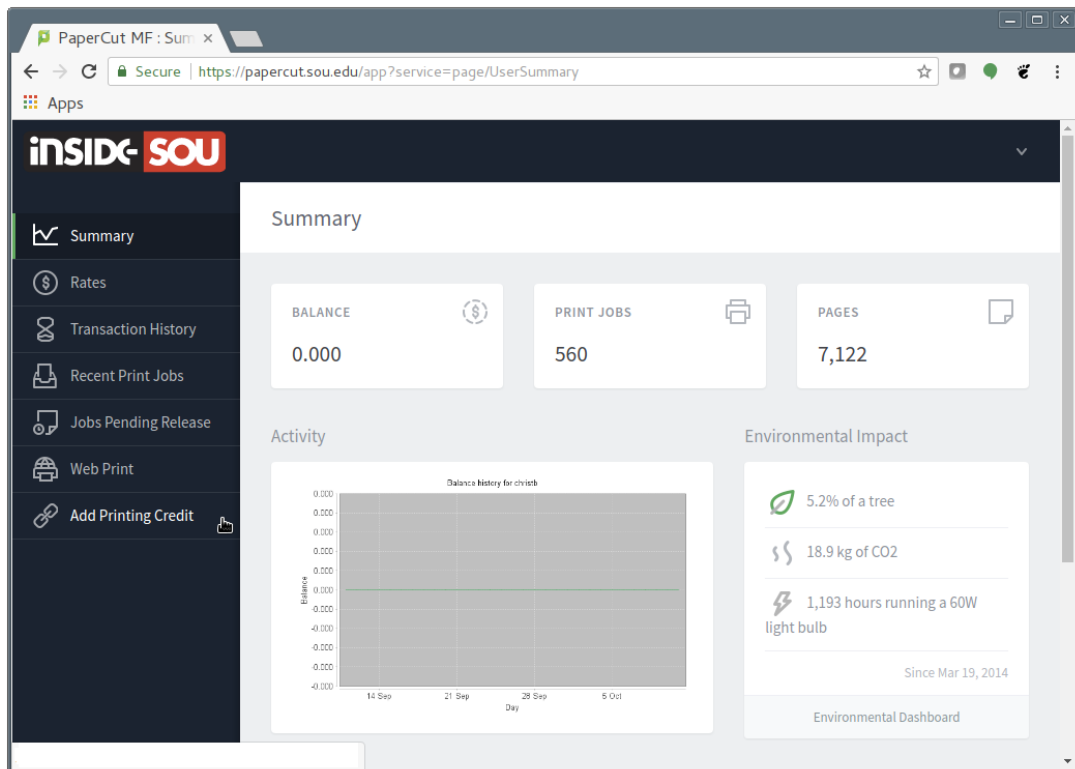 PaperCut MF : Sum
Secure
https://papercut.sou.edu/app?service=page/UserSummary
Apps
inSIDE SOU
Summary
Rates
Transaction History
Recent Print Jobs
Jobs Pending Release
Web Print
Add Printing Credit
Summary
BALANCE
0.000
PRINT JOBS
560
PAGES
7,122
Activity
Balance history for christb
0.000
0.000
0.000
0.000
0.000
0.000
-0.000
-0.000
-0.000
-0.000
-0.000
Balance
14 Sep 21 Sep 28 Sep 5 Oct
Day
Environmental Impact
5.2% of a tree
18.9 kg of CO2
1,193 hours running a 60W
light bulb
Since Mar 19, 2014
Environmental Dashboard